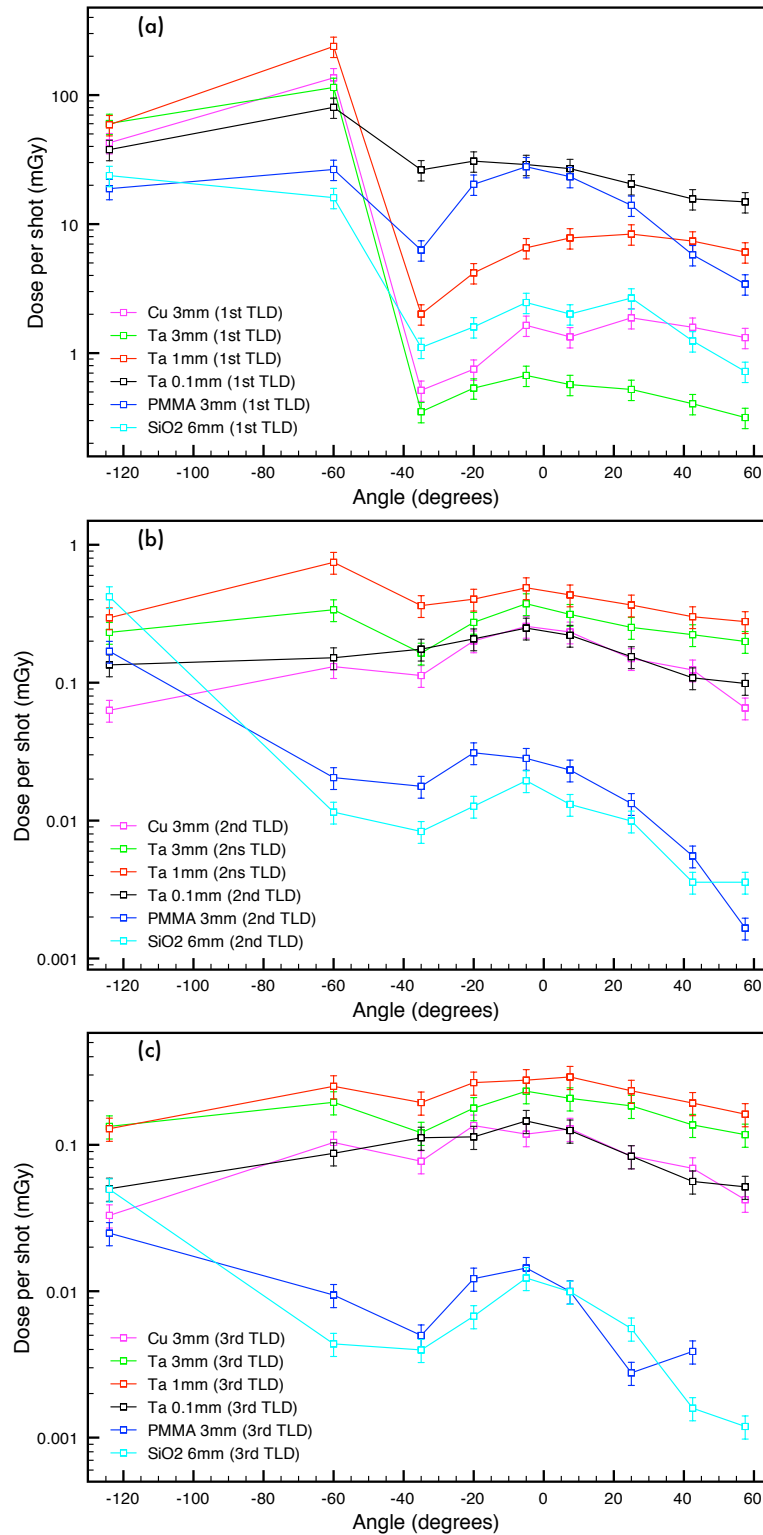 (a)
100
10
1
Dose per shot (mGy)
Cu 3mm (1st TLD)
Ta 3mm (1st TLD)
Ta 1mm (1st TLD)
Ta 0.1mm (1st TLD)
PMMA 3mm (1st TLD)
SiO2 6mm (1st TLD)
-120 -100 -80 -60 -40 -20 0 20 40 60
Angle (degrees)
(b)
1
0.1
0.01
0.001
Dose per shot (mGy)
Cu 3mm (2nd TLD)
Ta 3mm (2ns TLD)
Ta 1mm (2ns TLD)
Ta 0.1mm (2nd TLD)
PMMA 3mm (2nd TLD)
SiO2 6mm (2nd TLD)
-120 -100 -80 -60 -40 -20 0 20 40 60
Angle (degrees)
(c)
0.1
0.01
0.001
Dose per shot (mGy)
Cu 3mm (3rd TLD)
Ta 3mm (3rd TLD)
Ta 1mm (3rd TLD)
Ta 0.1mm (3rd TLD)
PMMA 3mm (3rd TLD)
SiO2 6mm (3rd TLD)
-120 -100 -80 -60 -40 -20 0 20 40 60
Angle (degrees)